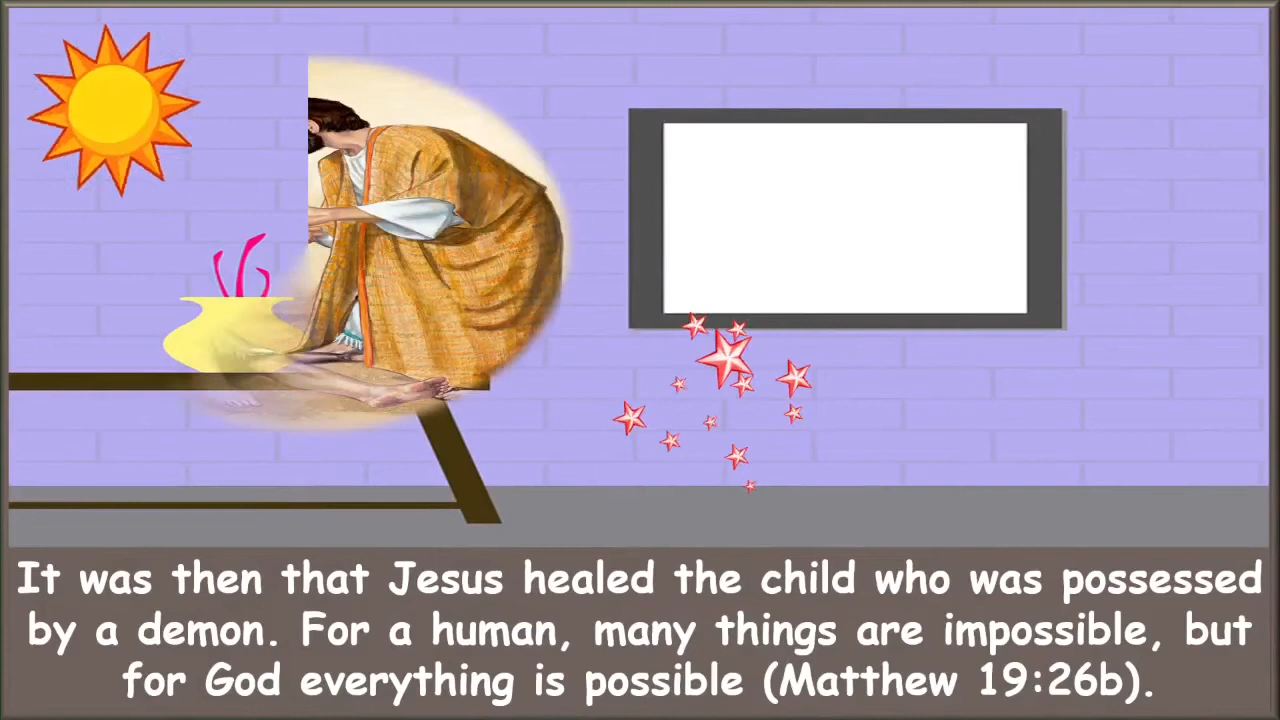 It was then that Jesus healed the child who was possessed
by a demon. For a human, many things are impossible, but
for God everything is possible (Matthew 19:26b).